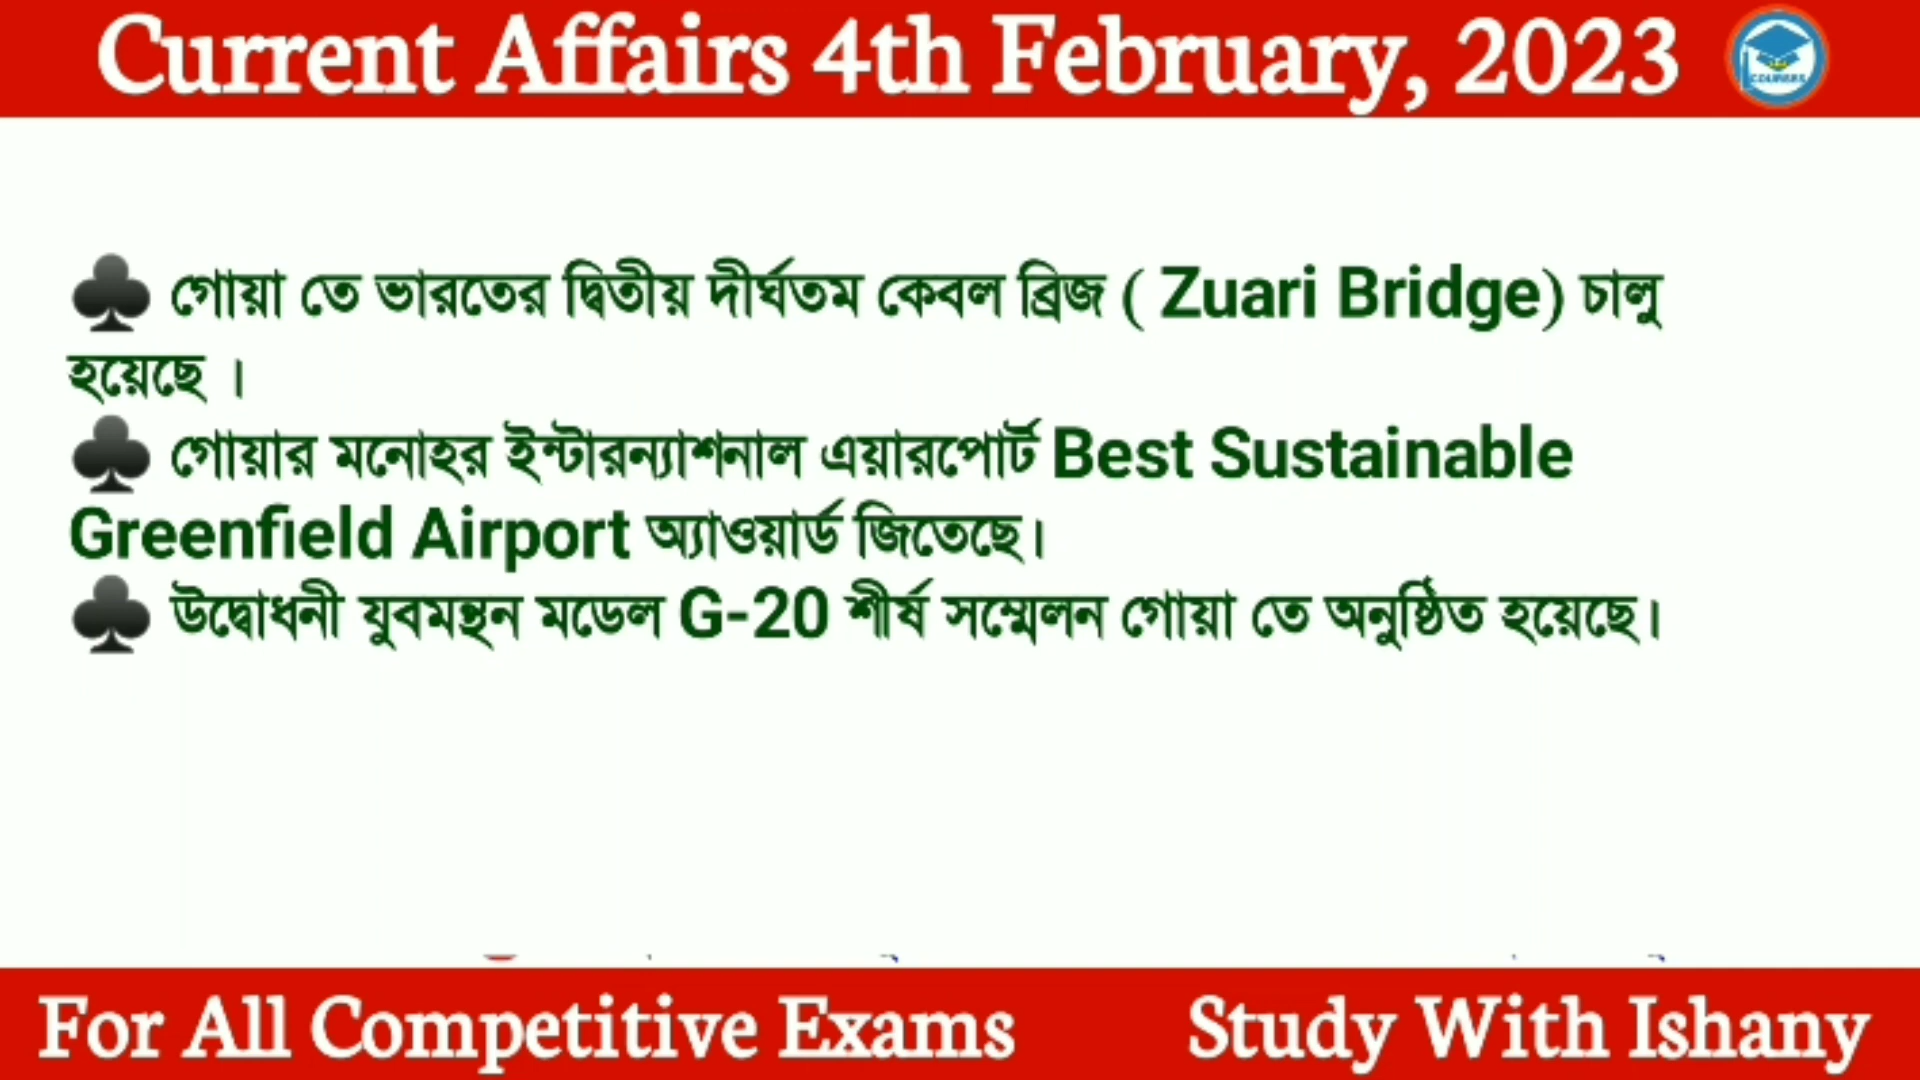 Current Affairs 4th February, 2023
COURSES
♣ গোয়া তে ভারতের দ্বিতীয় দীর্ঘতম কেবল ব্রিজ ( Zuari Bridge) চালু
হয়েছে ।
♣ গোয়ার মনোহর ইন্টারন্যাশনাল এয়ারপোর্ট Best Sustainable
Greenfield Airport অ্যাওয়ার্ড জিতেছে।
♣ উদ্বোধনী যুবমন্থন মডেল G-20 শীর্ষ সম্মেলন গোয়া তে অনুষ্ঠিত হয়েছে।
For All Competitive Exams Study With Ishany